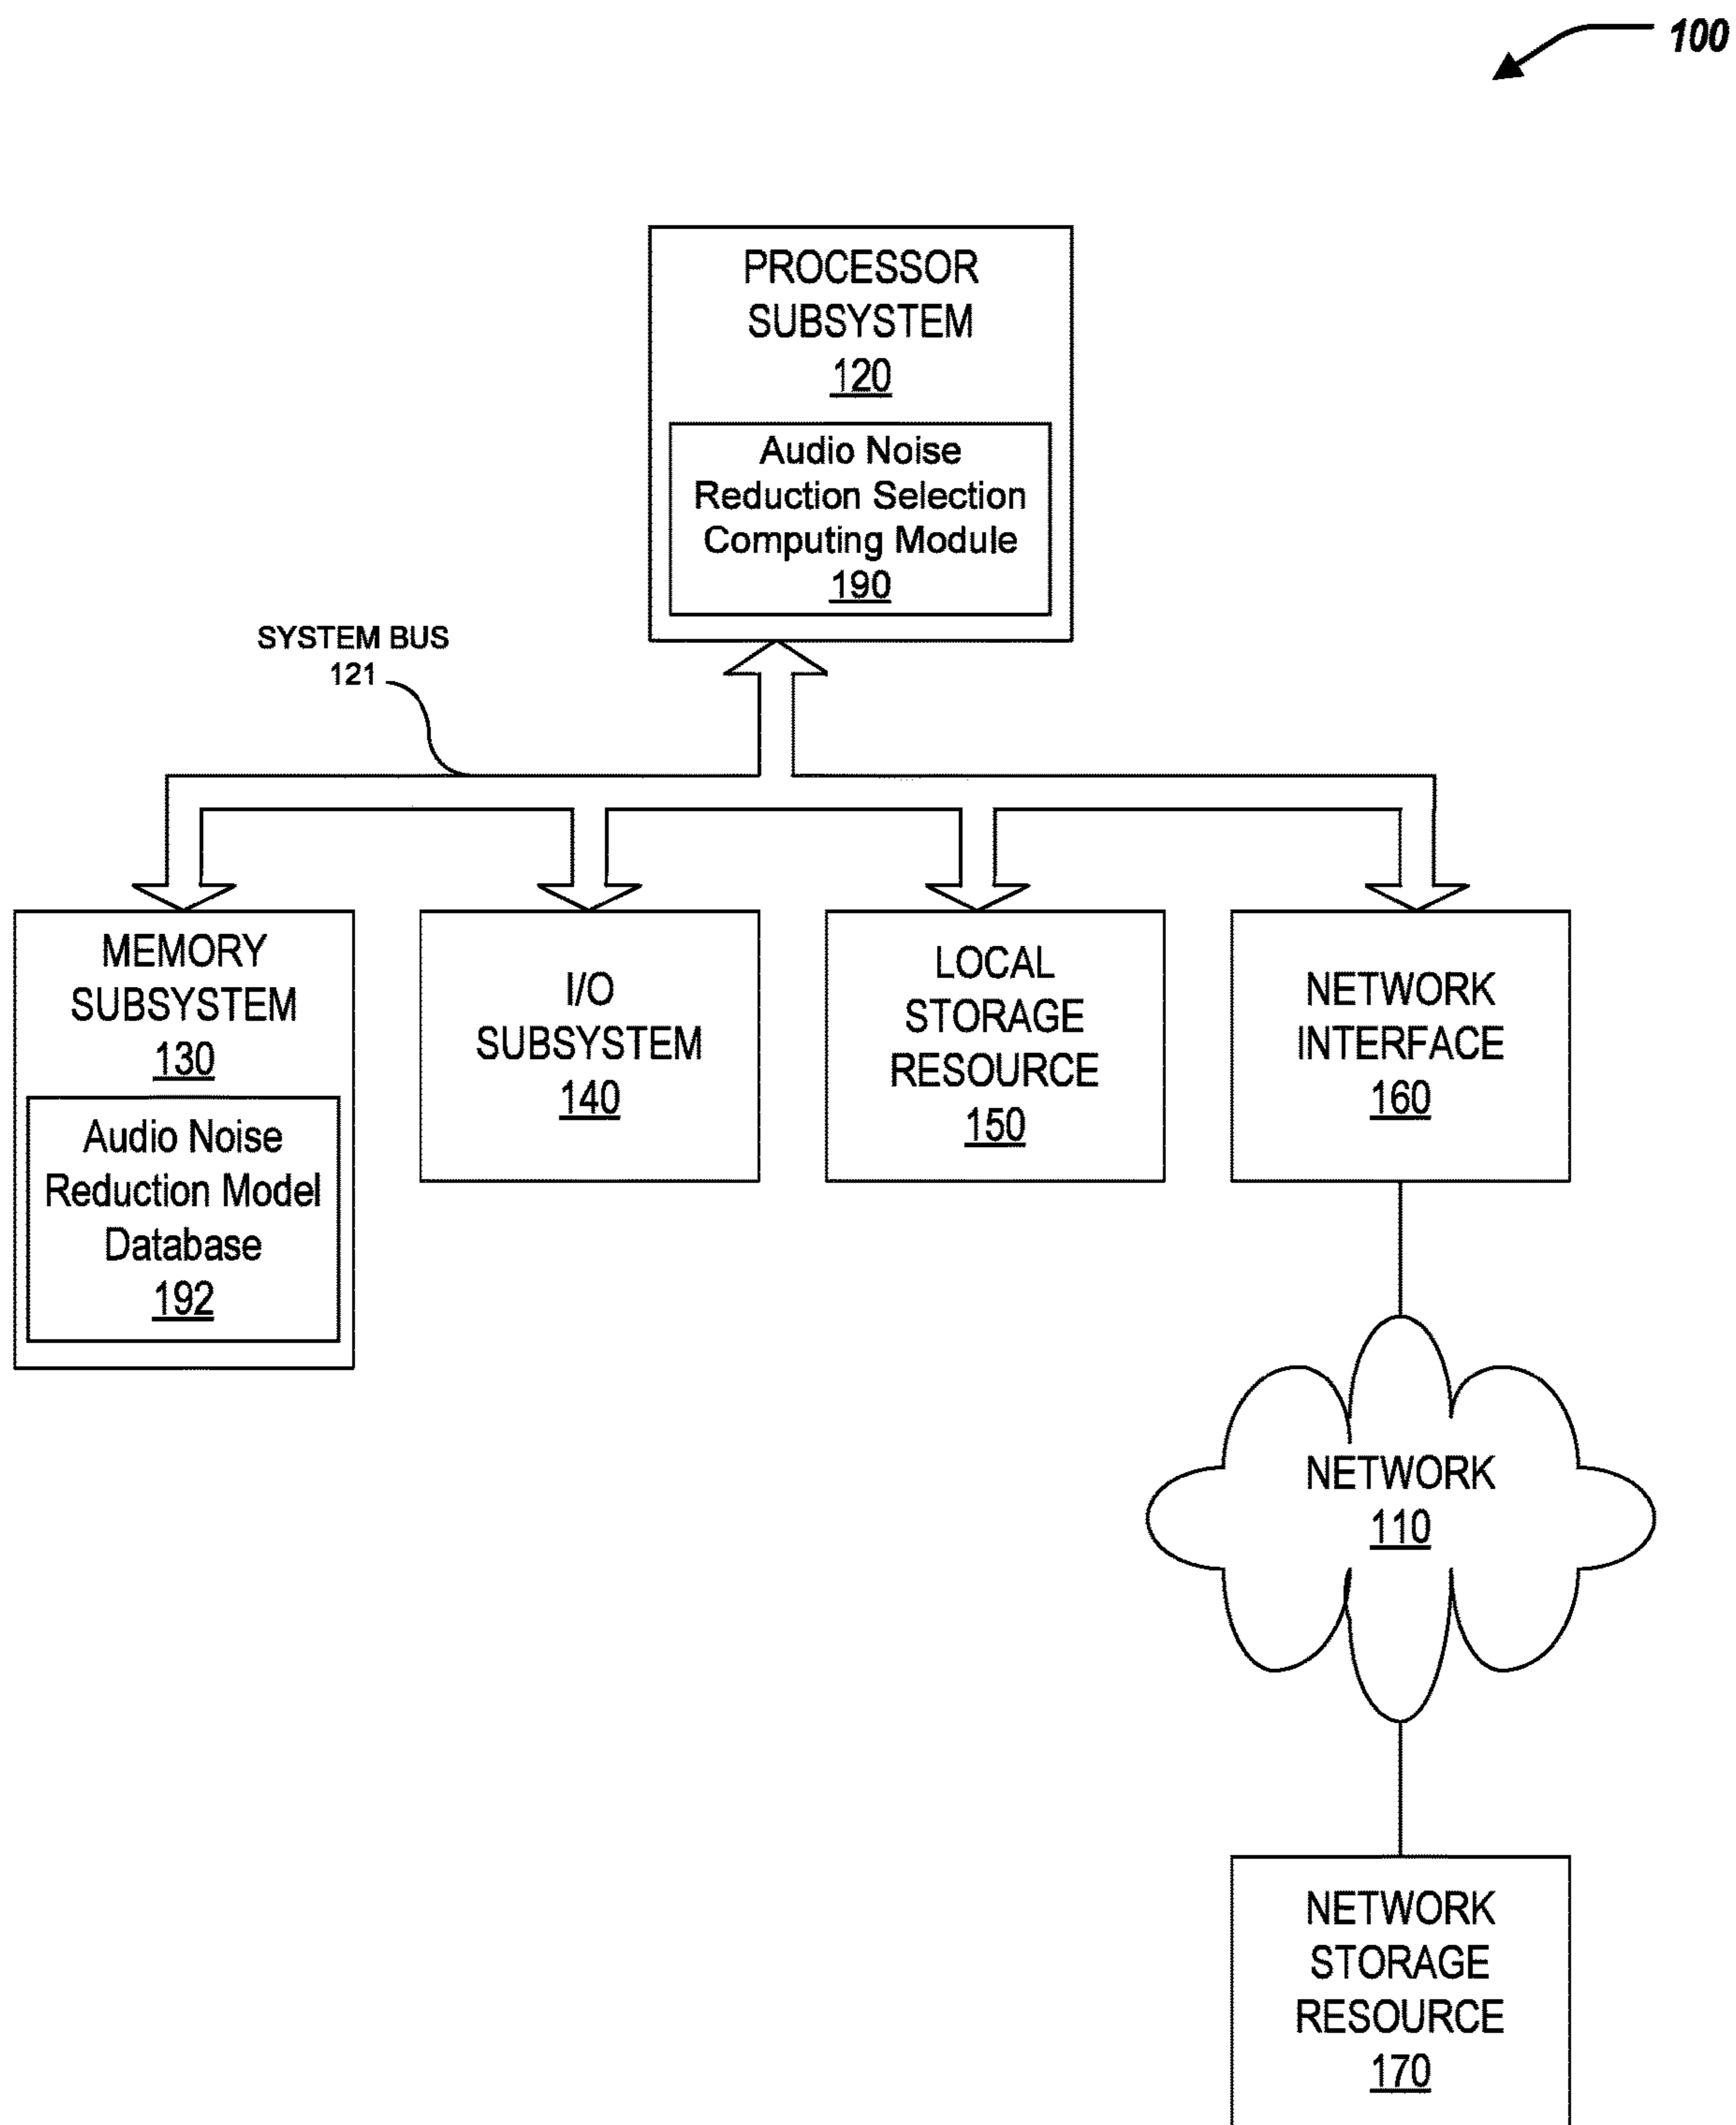 100
PROCESSOR
SUBSYSTEM
120
Audio Noise
Reduction Selection
Computing Module
190
SYSTEM BUS
121
MEMORY
SUBSYSTEM
130
Audio Noise
Reduction Model
Database
192
I/O
SUBSYSTEM
140
LOCAL
STORAGE
RESOURCE
150
NETWORK
INTERFACE
160
NETWORK
110
NETWORK
STORAGE
RESOURCE
170